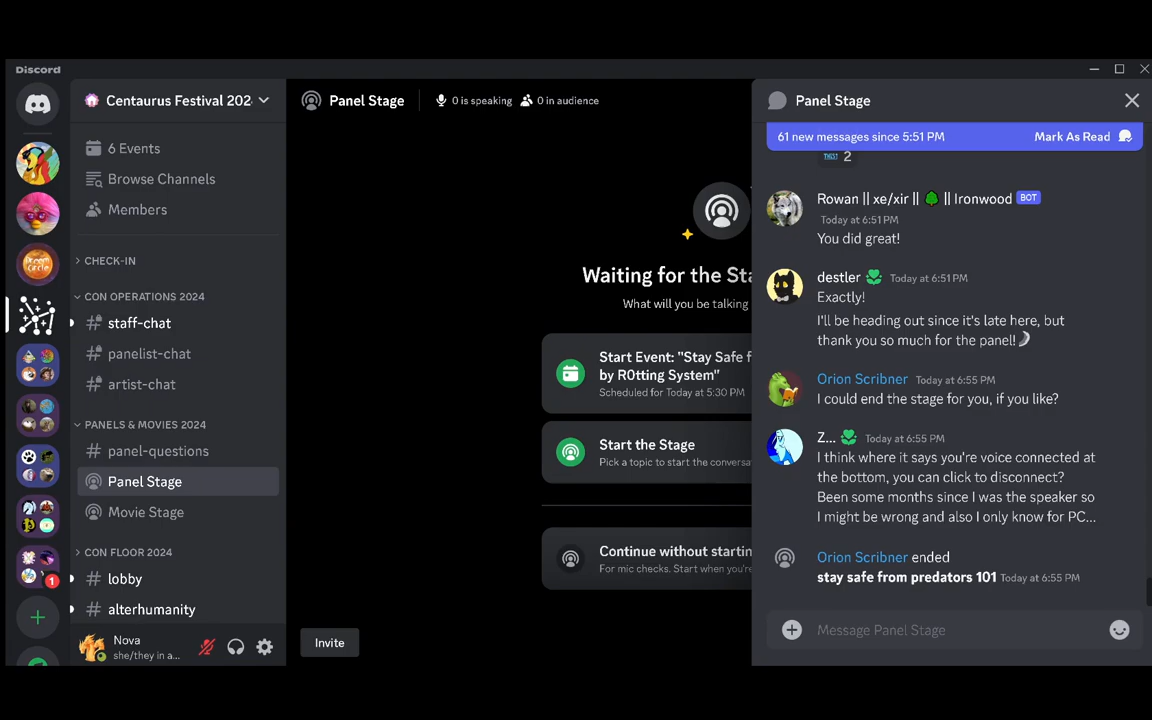 Discord
Centaurus Festival 202
6 Events
Browse Channels
Members
CHECK-IN
CON OPERATIONS 2024
staff-chat
panelist-chat
artist-chat
PANELS & MOVIES 2024
panel-questions
Panel Stage
Movie Stage
CON FLOOR 2024
lobby
alterhumanity
1
Nova
she/they in a...
Panel Stage
0 is speaking
0 in audience
Waiting for the Sta
What will you be talking
Start Event: "Stay Safe f
by R0tting System"
Scheduled for Today at 5:30 PM
Start the Stage
Pick a topic to start the conversa
Continue without startin
For mic checks. Start when you're
Invite
Panel Stage
61 new messages since 5:51 PM Mark As Read
2
Rowan || xe/xir || || Ironwood BOT
Today at 6:51 PM
You did great!
destler Today at 6:51 PM
Exactly!
I'll be heading out since it's late here, but
thank you so much for the panel!
Orion Scribner Today at 6:55 PM
I could end the stage for you, if you like?
Z... Today at 6:55 PM
I think where it says you're voice connected at
the bottom, you can click to disconnect?
Been some months since I was the speaker so
I might be wrong and also I only know for PC...
Orion Scribner ended
stay safe from predators 101 Today at 6:55 PM
Message Panel Stage